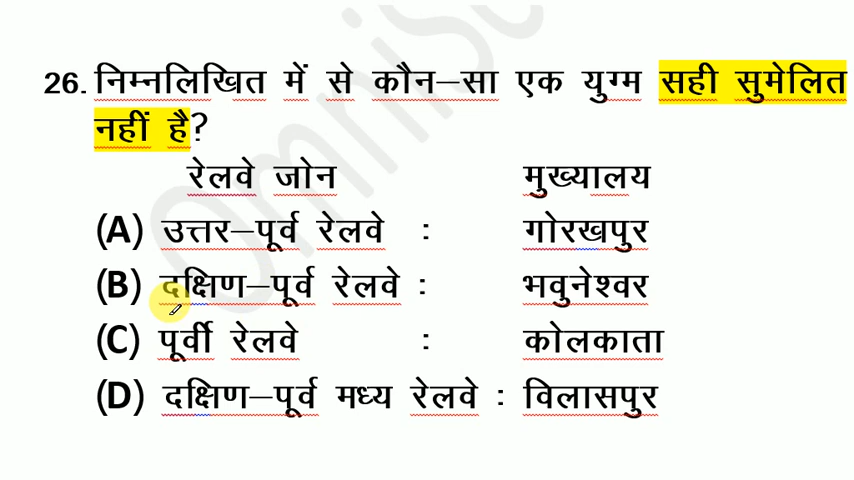 26. निम्नलिखित में से कौन–सा एक युग्म सही सुमेलित
नहीं है?
रेलवे जोन मुख्यालय
(A) उत्तर–पूर्व रेलवे : गोरखपुर
(B) दक्षिण–पूर्व रेलवे : भवुनेश्वर
(C) पूर्वी रेलवे : कोलकाता
(D) दक्षिण–पूर्व मध्य रेलवे : विलासपुर